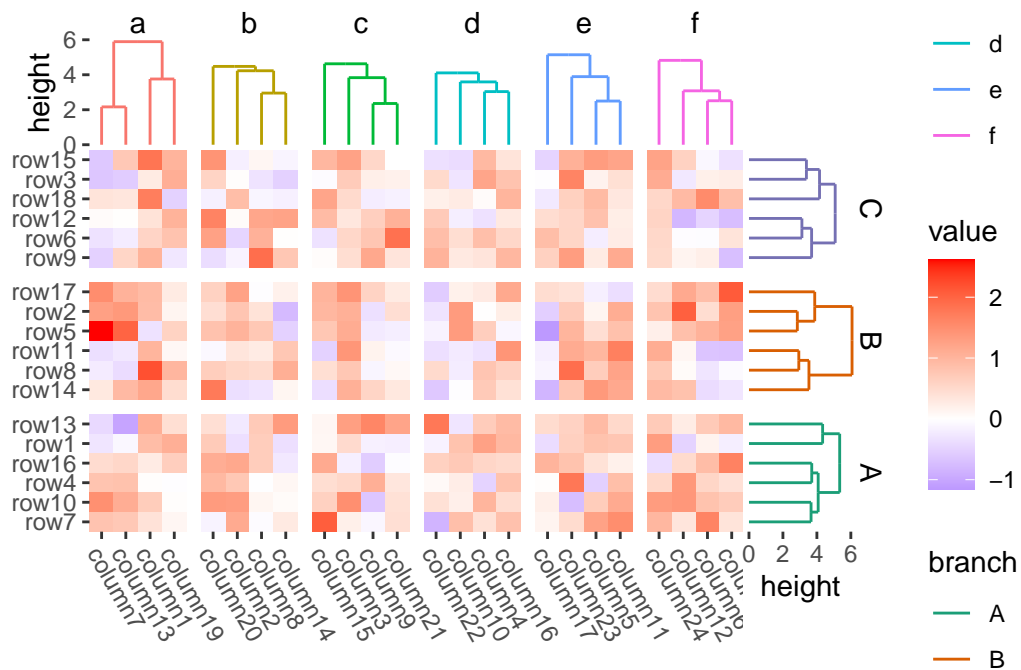 a b c d e f
height
6
4
2
0
row15
row3
row18
row12
row6
row9
row17
row2
row5
row11
row8
row14
row13
row1
row16
row4
row10
row7
C
B
A
column7
column13
column1
column19
column20
column2
column8
column14
column15
column3
column9
column21
column22
column10
column4
column16
column17
column23
column5
column11
column24
column12
column6
0 2 4 6
height
d
e
f
value
2
1
0
−1
branch
A
B